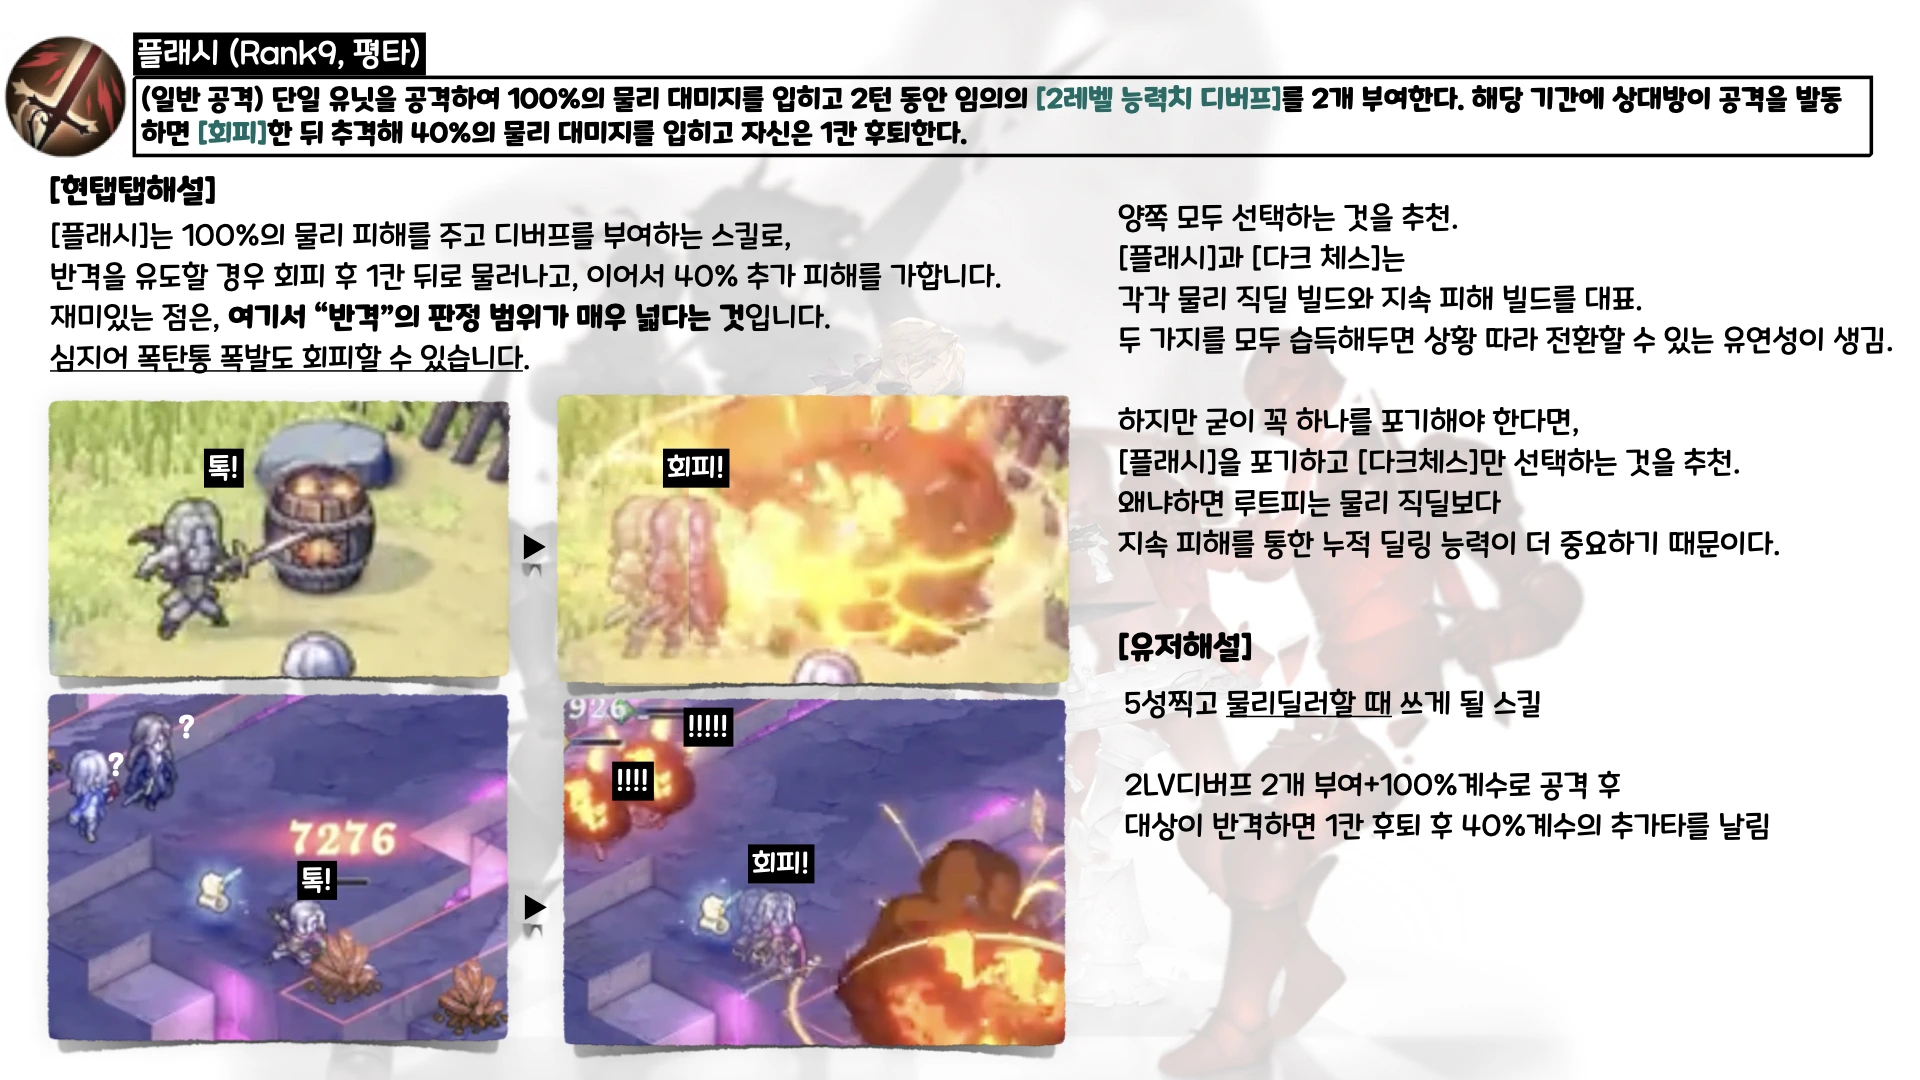 플래시 (Rank9, 평타)
(일반 공격) 단일 유닛을 공격하여 100%의 물리 대미지를 입히고 2턴 동안 임의의 [2레벨 능력치 디버프]를 2개 부여한다. 해당 기간에 상대방이 공격을 발동
하면 [회피]한 뒤 추격해 40%의 물리 대미지를 입히고 자신은 1칸 후퇴한다.
[현탭탭해설]
[플래시]는 100%의 물리 피해를 주고 디버프를 부여하는 스킬로,
반격을 유도할 경우 회피 후 1칸 뒤로 물러나고, 이어서 40% 추가 피해를 가합니다.
재미있는 점은, 여기서 “반격”의 판정 범위가 매우 넓다는 것입니다.
심지어 폭탄통 폭발도 회피할 수 있습니다.
톡!
회피!
?
?
7276
톡!
926
!!!!!
!!!!
회피!
양쪽 모두 선택하는 것을 추천.
[플래시]과 [다크 체스]는
각각 물리 직딜 빌드와 지속 피해 빌드를 대표.
두 가지를 모두 습득해두면 상황 따라 전환할 수 있는 유연성이 생김.
하지만 굳이 꼭 하나를 포기해야 한다면,
[플래시]을 포기하고 [다크체스]만 선택하는 것을 추천.
왜냐하면 루트피는 물리 직딜보다
지속 피해를 통한 누적 딜링 능력이 더 중요하기 때문이다.
[유저해설]
5성찍고 물리딜러할 때 쓰게 될 스킬
2LV디버프 2개 부여+100%계수로 공격 후
대상이 반격하면 1칸 후퇴 후 40%계수의 추가타를 날림